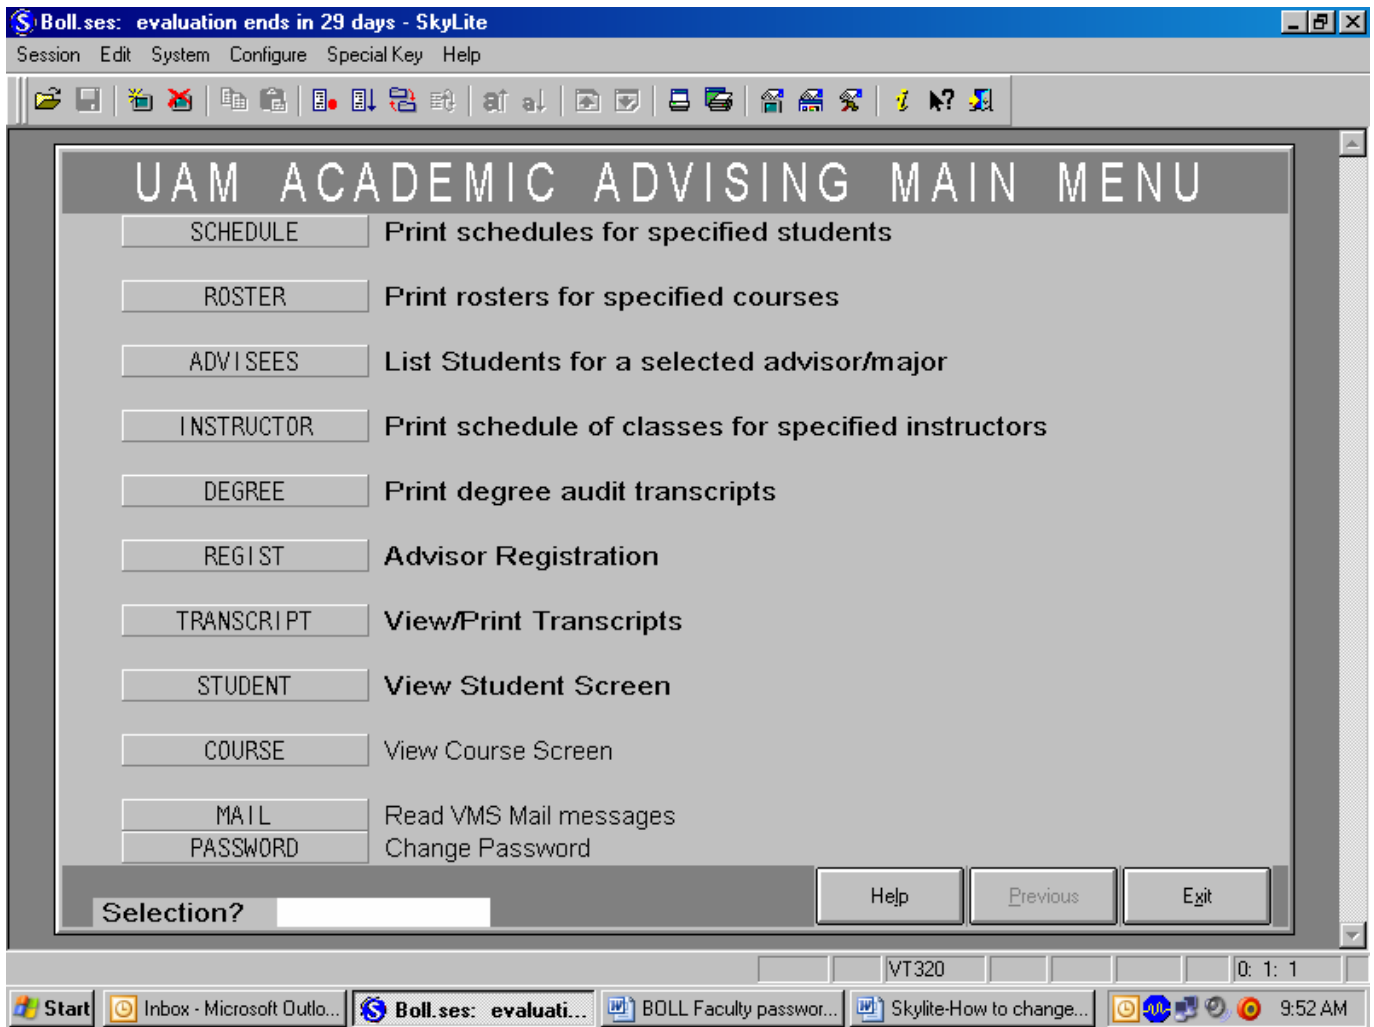 Boll.ses: evaluation ends in 29 days - SkyLite
Session Edit System Configure Special Key Help
UAM ACADEMIC ADVISING MAIN MENU
SCHEDULE Print schedules for specified students
ROSTER Print rosters for specified courses
ADVISEES List Students for a selected advisor/major
INSTRUCTOR Print schedule of classes for specified instructors
DEGREE Print degree audit transcripts
REGIST Advisor Registration
TRANSCRIPT View/Print Transcripts
STUDENT View Student Screen
COURSE View Course Screen
MAIL Read VMS Mail messages
PASSWORD Change Password
Help Previous Exit
Selection?
VT320 0: 1: 1
Start Inbox - Microsoft Outlo... Boll.ses: evaluati... BOLL Faculty passwor... Skylite-How to change... 9:52 AM